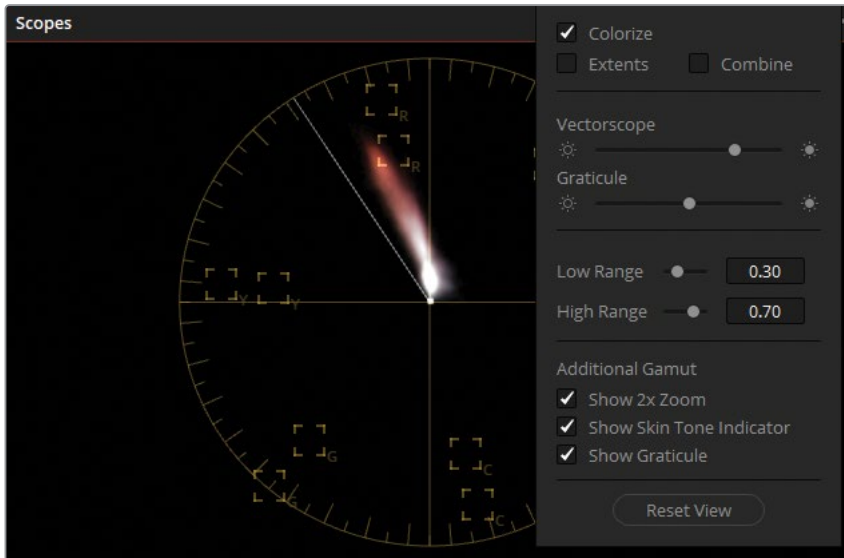 Scopes
Colorize
Extents Combine
Vectorscope
Graticule
Low Range 0.30
High Range 0.70
Additional Gamut
Show 2x Zoom
Show Skin Tone Indicator
Show Graticule
Reset View
R
R
Y Y
G
G
C
C